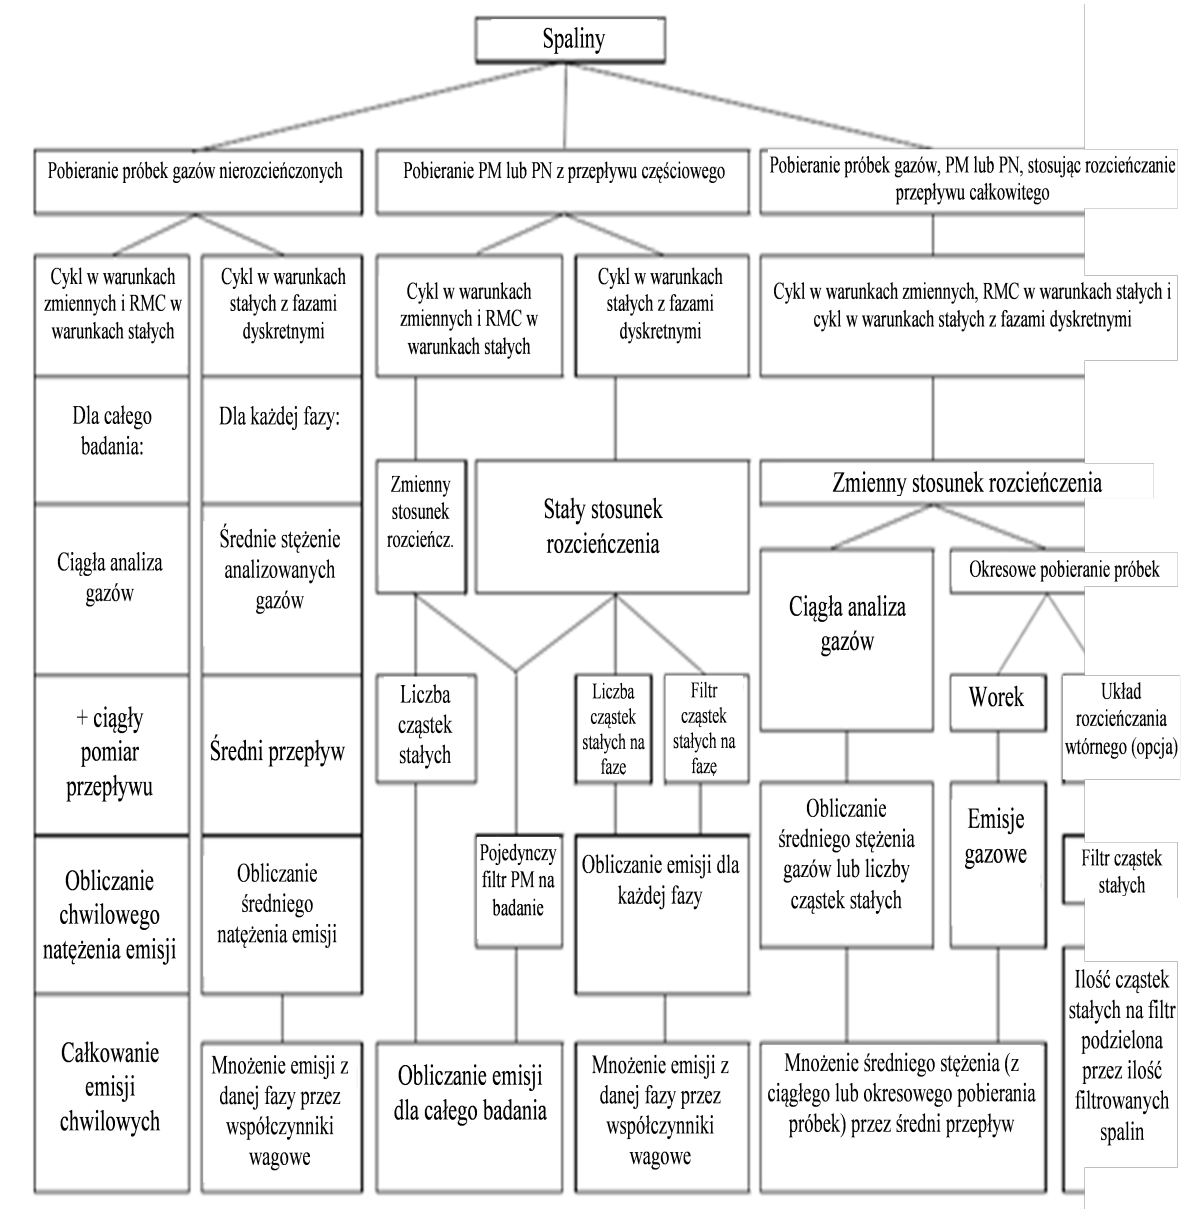 Spaliny
Pobieranie próbek gazów nierozcieńczonych
Pobieranie PM lub PN z przepływu częściowego
Pobieranie próbek gazów, PM lub PN, stosując rozcieńczanie
przepływu całkowitego
Cykl w warunkach
zmiennych i RMC w
warunkach stałych
Cykl w warunkach
stałych z fazami
dyskretnymi
Cykl w warunkach
zmiennych i RMC w
warunkach stałych
Cykl w warunkach
stałych z fazami
dyskretnymi
Cykl w warunkach zmiennych, RMC w warunkach stałych i
cykl w warunkach stałych z fazami dyskretnymi
Dla całego
badania:
Dla każdej fazy:
Zmienny
stosunek
rozcieńcz.
Stały stosunek
rozcieńczenia
Zmienny stosunek rozcieńczenia
Ciągła analiza
gazów
Średnie stężenie
analizowanych
gazów
Ciągła analiza
gazów
Okresowe pobieranie próbek
+ ciągły
pomiar
przepływu
Średni przepływ
Liczba
cząstek
stałych
Liczba
cząstek
stałych na
fazę
Filtr
cząstek
stałych na
fazę
Worek
Układ
rozcieńczania
wtórnego (opcja)
Obliczanie
chwilowego
natężenia emisji
Obliczanie
średniego
natężenia emisji
Pojedynczy
filtr PM na
badanie
Obliczanie emisji dla
każdej fazy
Obliczanie
średniego stężenia
gazów lub liczby
cząstek stałych
Emisje
gazowe
Filtr cząstek
stałych
Całkowanie
emisji
chwilowych
Mnożenie emisji z
danej fazy przez
współczynniki
wagowe
Obliczanie emisji
dla całego badania
Mnożenie emisji z
danej fazy przez
współczynniki
wagowe
Mnożenie średniego stężenia (z
ciągłego lub okresowego pobierania
próbek) przez średni przepływ
Ilość cząstek
stałych na filtr
podzielona
przez ilość
filtrowanych
spalin